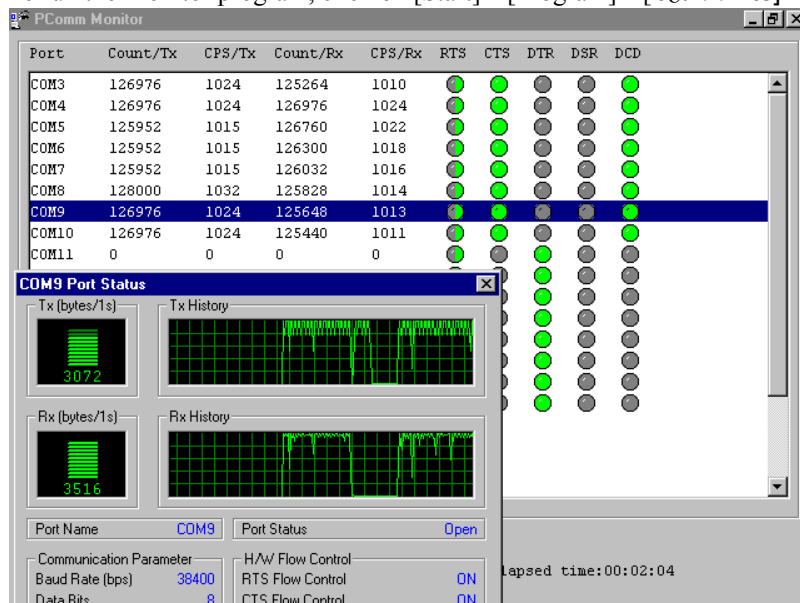 PComm Monitor
Port Count/Tx CPS/Tx Count/Rx CPS/Rx RTS CTS DTR DSR DCD
COM3 126976 1024 125264 1010
COM4 126976 1024 126976 1024
COM5 125952 1015 126760 1022
COM6 125952 1015 126300 1018
COM7 125952 1015 126032 1016
COM8 128000 1032 125828 1014
COM9 126976 1024 125648 1013
COM10 126976 1024 125440 1011
COM11 0 0 0 0
COM9 Port Status
Tx (bytes/1s) Tx History
3072
Rx (bytes/1s) Rx History
3516
Port Name COM9 Port Status Open
Communication Parameter H/W Flow Control
Baud Rate (bps) 38400 RTS Flow Control ON
Data Bits 8 CTS Flow Control ON
lapsed time:00:02:04